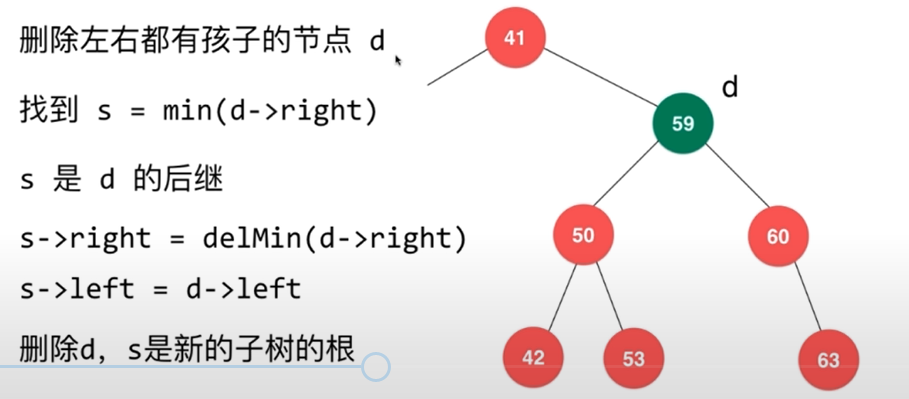 删除左右都有孩子的节点 d
找到 s = min(d->right)
s 是 d 的后继
s->right = delMin(d->right)
s->left = d->left
删除d，s是新的子树的根
41
d
59
50
60
42
53
63